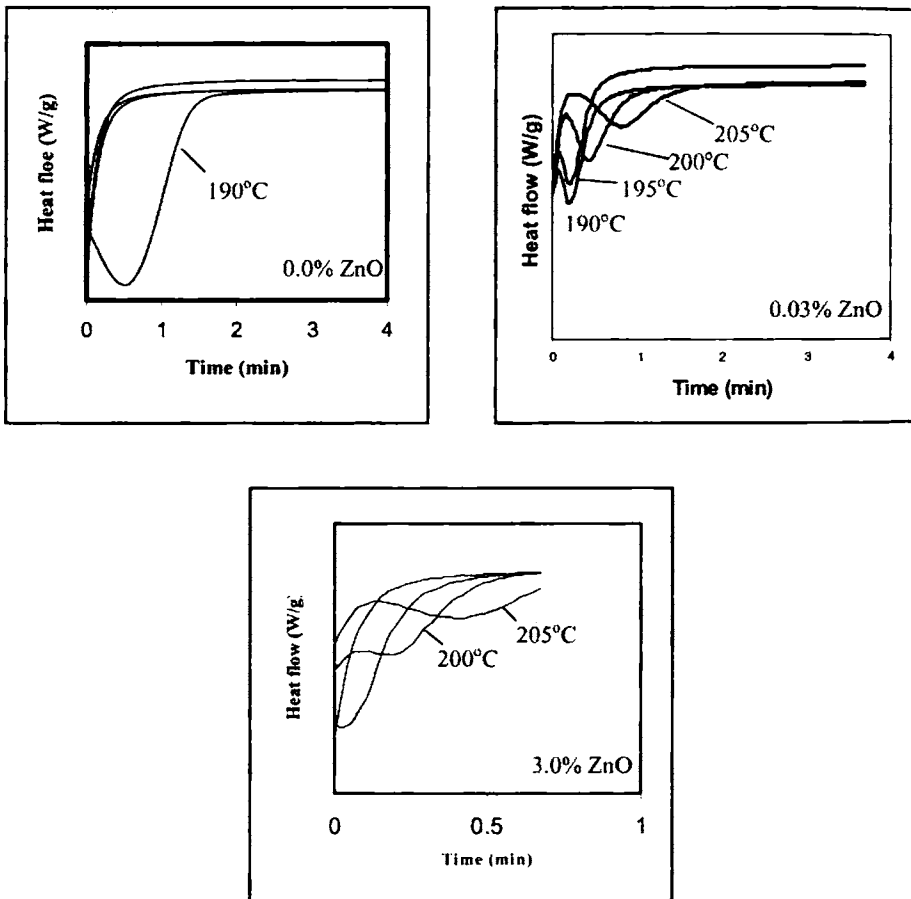 Heat floe (W/g)
190°C
0.0% ZnO
0 1 2 3 4
Time (min)
Heat flow (W/g)
205°C
200°C
195°C
190°C
0.03% ZnO
0 1 2 3 4
Time (min)
Heat flow (W/g)
205°C
200°C
3.0% ZnO
0 0.5 1
Time (min)